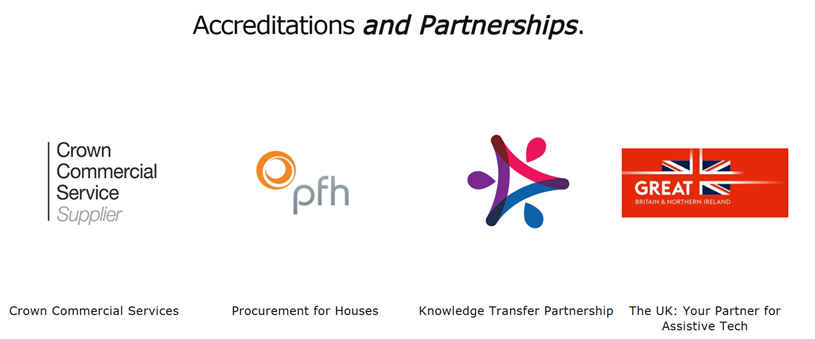 Accreditations and Partnerships.
Crown
Commercial
Service
Supplier
pfh
GREAT
BRITAIN & NORTHERN IRELAND
Crown Commercial Services
Procurement for Houses
Knowledge Transfer Partnership
The UK: Your Partner for
Assistive Tech